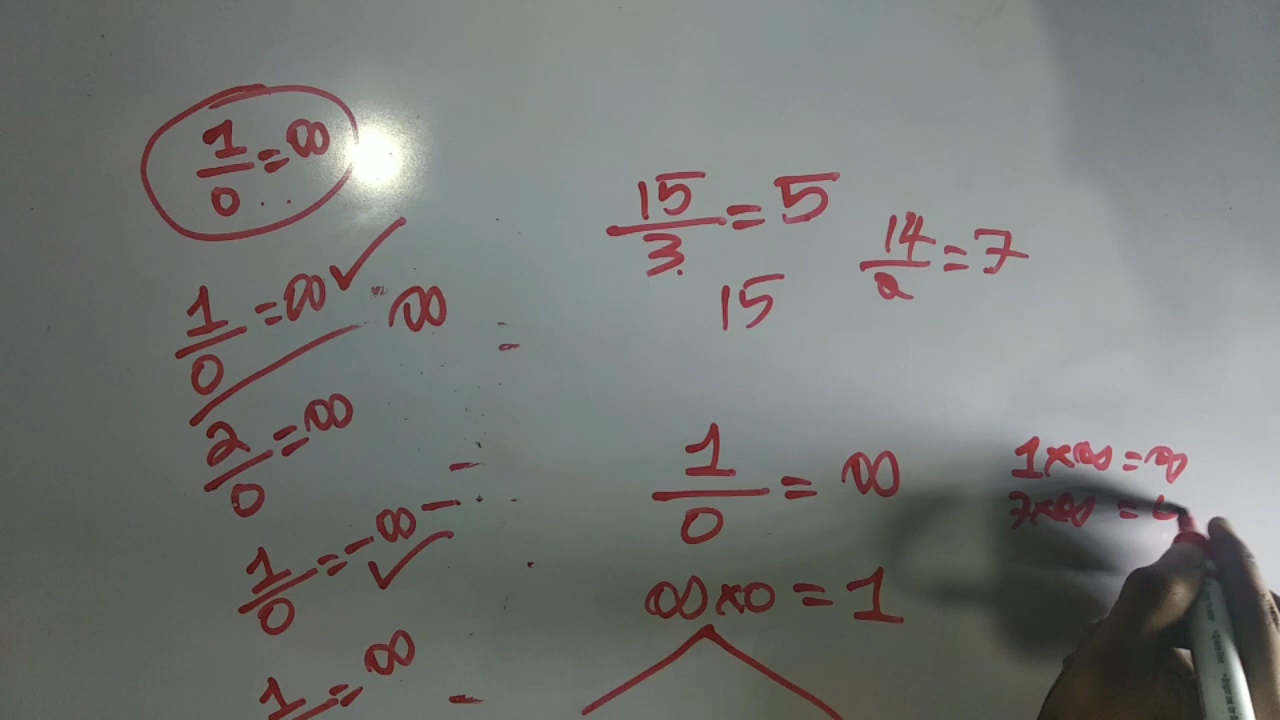 1/0 = ∞
1/0 = ∞ ✓
∞
2/0 = ∞
1/0 = -∞ ✓
1/0 = ∞
15/3 = 5
15
14/2 = 7
1/0 = ∞
∞×0 = 1
1×∞ = ∞
7×∞ =